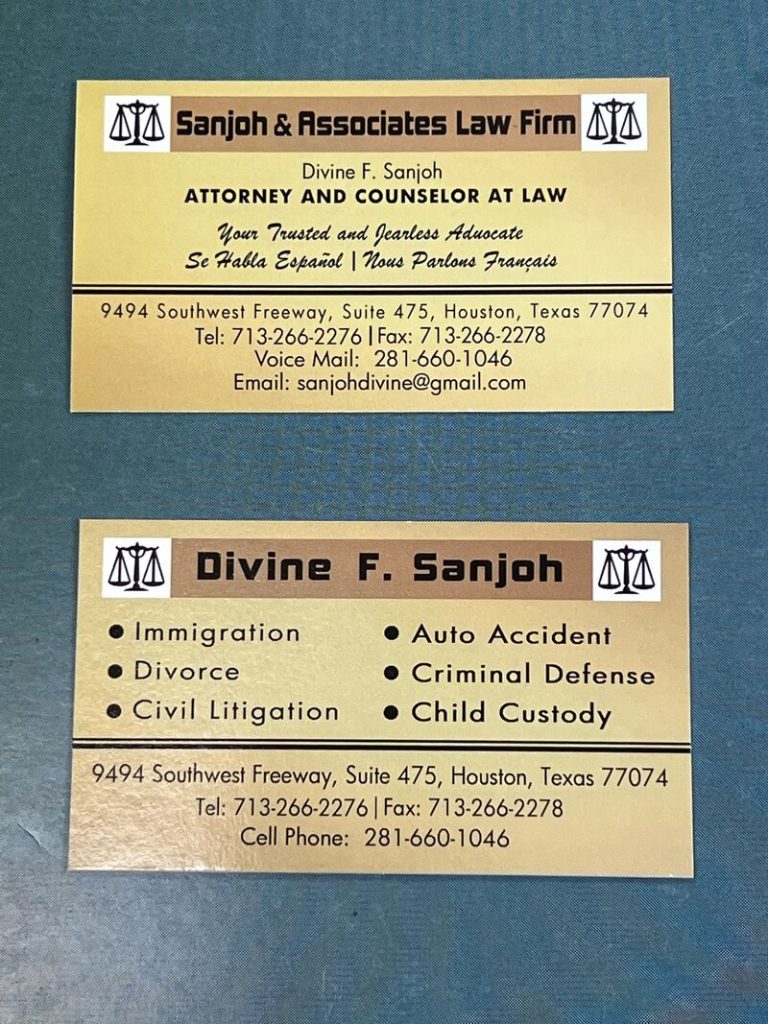 Sanjoh & Associates Law Firm
Divine F. Sanjoh
ATTORNEY AND COUNSELOR AT LAW
Your Trusted and Fearless Advocate
Se Habla Español | Nous Parlons Français
9494 Southwest Freeway, Suite 475, Houston, Texas 77074
Tel: 713-266-2276 | Fax: 713-266-2278
Voice Mail: 281-660-1046
Email: sanjohdivine@gmail.com
Divine F. Sanjoh
● Immigration
● Divorce
● Civil Litigation
● Auto Accident
● Criminal Defense
● Child Custody
9494 Southwest Freeway, Suite 475, Houston, Texas 77074
Tel: 713-266-2276 | Fax: 713-266-2278
Cell Phone: 281-660-1046